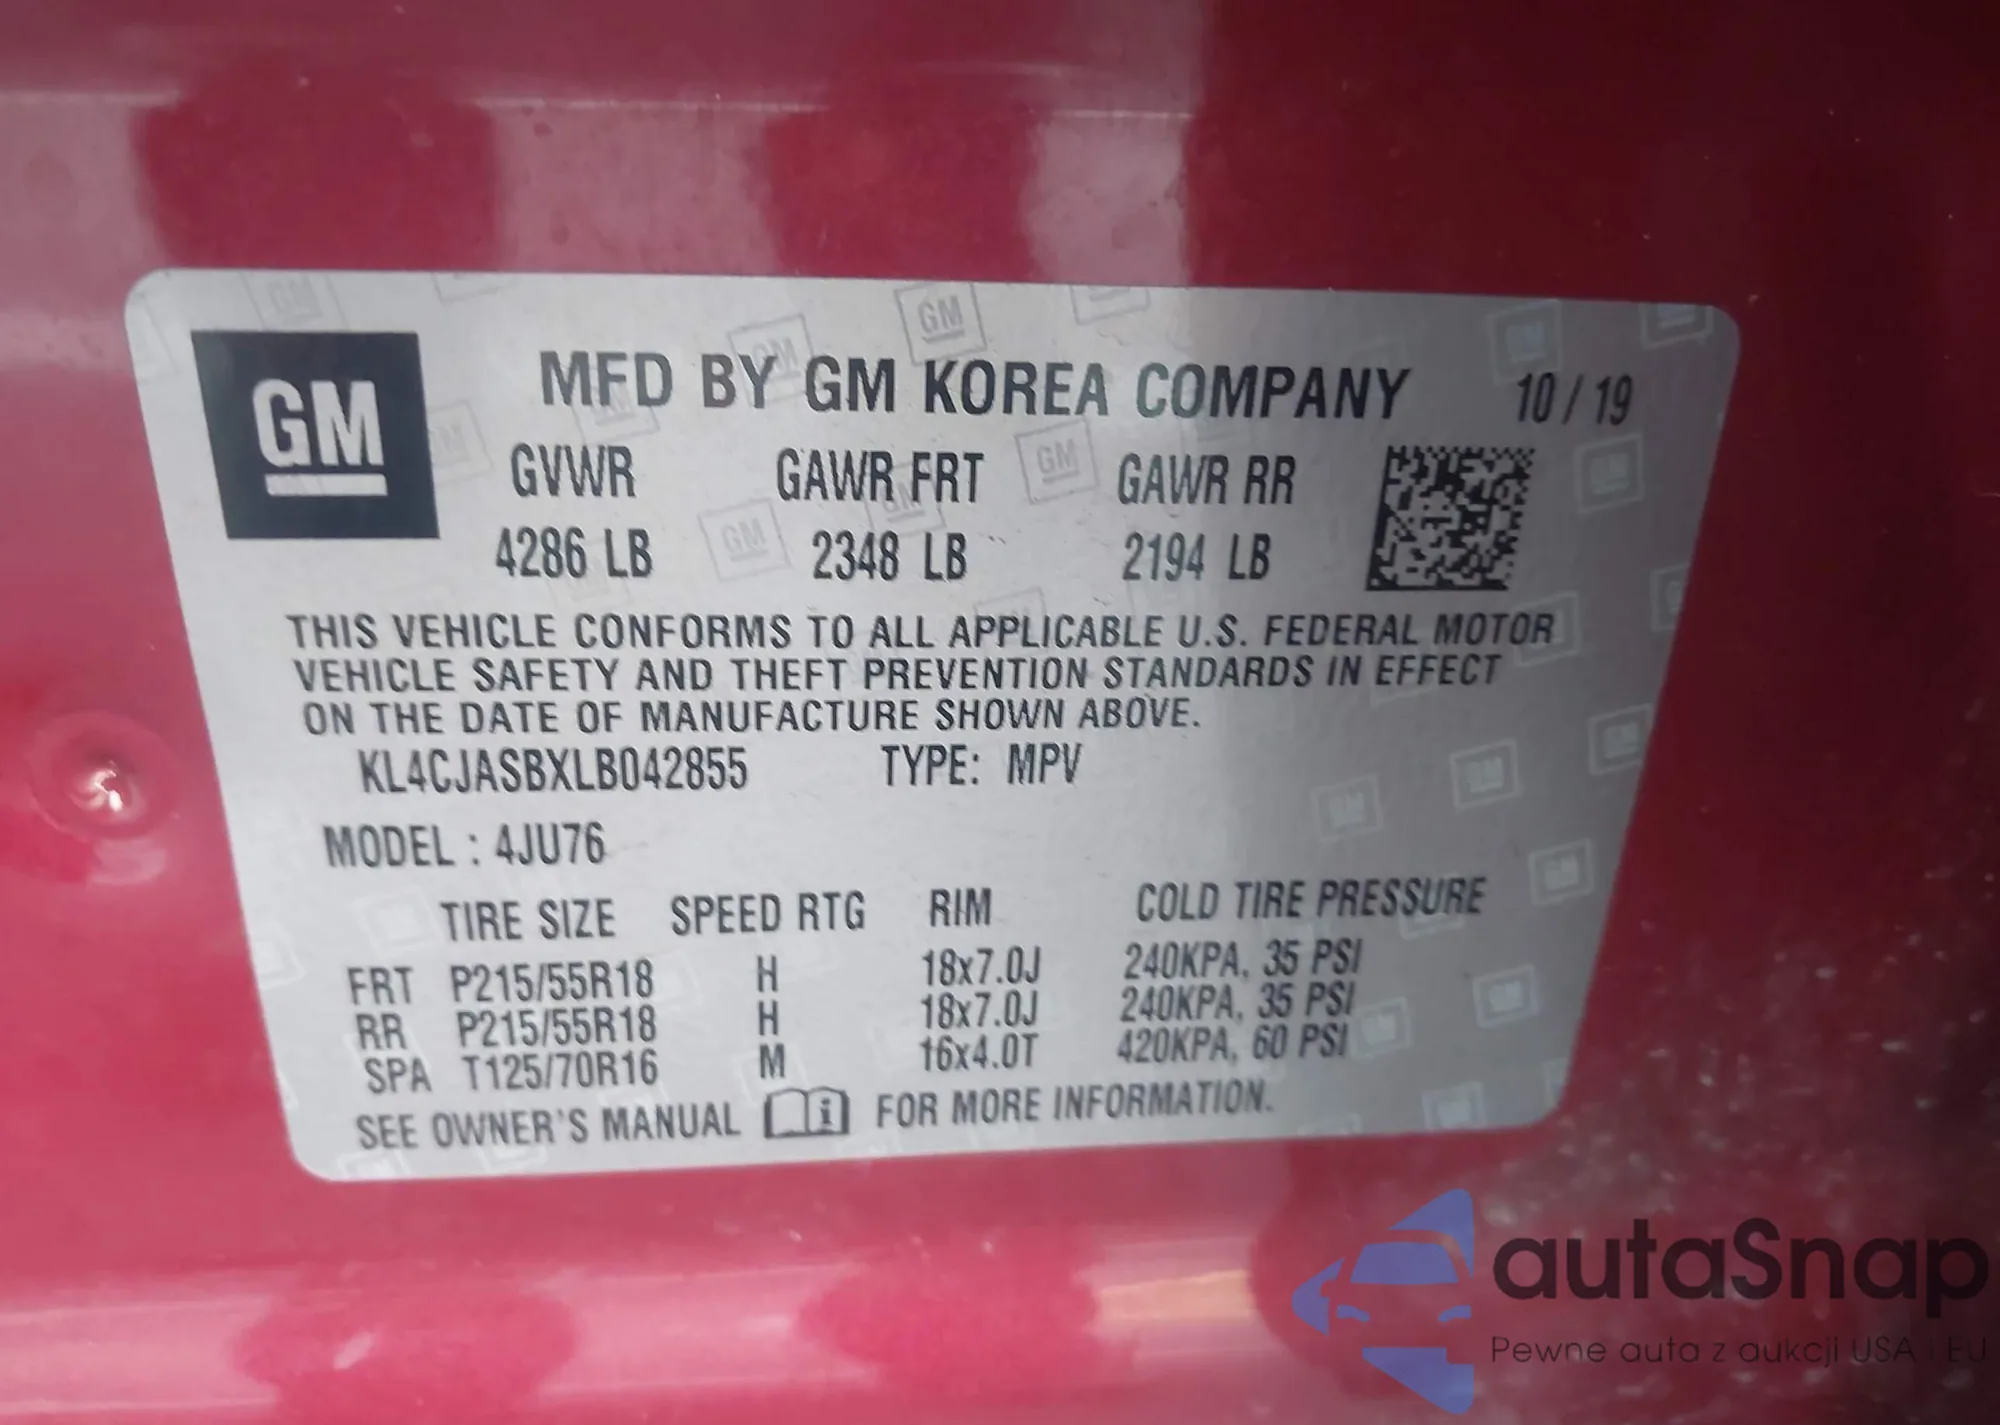 GM
MFD BY GM KOREA COMPANY 10/19
GVWR GAWR FRT GAWR RR
4286 LB 2348 LB 2194 LB
THIS VEHICLE CONFORMS TO ALL APPLICABLE U.S. FEDERAL MOTOR
VEHICLE SAFETY AND THEFT PREVENTION STANDARDS IN EFFECT
ON THE DATE OF MANUFACTURE SHOWN ABOVE.
KL4CJASBXLB042855 TYPE: MPV
MODEL : 4JU76
TIRE SIZE SPEED RTG RIM COLD TIRE PRESSURE
FRT P215/55R18 H 18x7.0J 240KPA, 35 PSI
RR P215/55R18 H 18x7.0J 240KPA, 35 PSI
SPA T125/70R16 M 16x4.0T 420KPA, 60 PSI
SEE OWNER'S MANUAL i FOR MORE INFORMATION.
autaSnap
Pewne auta z aukcji USA i EU